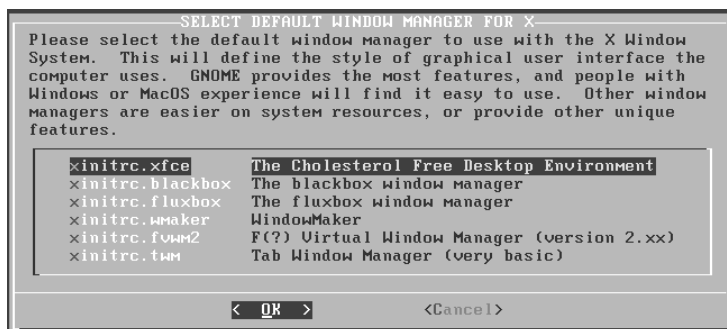 SELECT DEFAULT WINDOW MANAGER FOR X
Please select the default window manager to use with the X Window
System.  This will define the style of graphical user interface the
computer uses.  GNOME provides the most features, and people with
Windows or MacOS experience will find it easy to use.  Other window
managers are easier on system resources, or provide other unique
features.
xinitrc.xfce The Cholesterol Free Desktop Environment
xinitrc.blackbox The blackbox window manager
xinitrc.fluxbox The fluxbox window manager
xinitrc.wmaker WindowMaker
xinitrc.fvwm2 F(?) Virtual Window Manager (version 2.xx)
xinitrc.twm Tab Window Manager (very basic)
< OK > <Cancel>